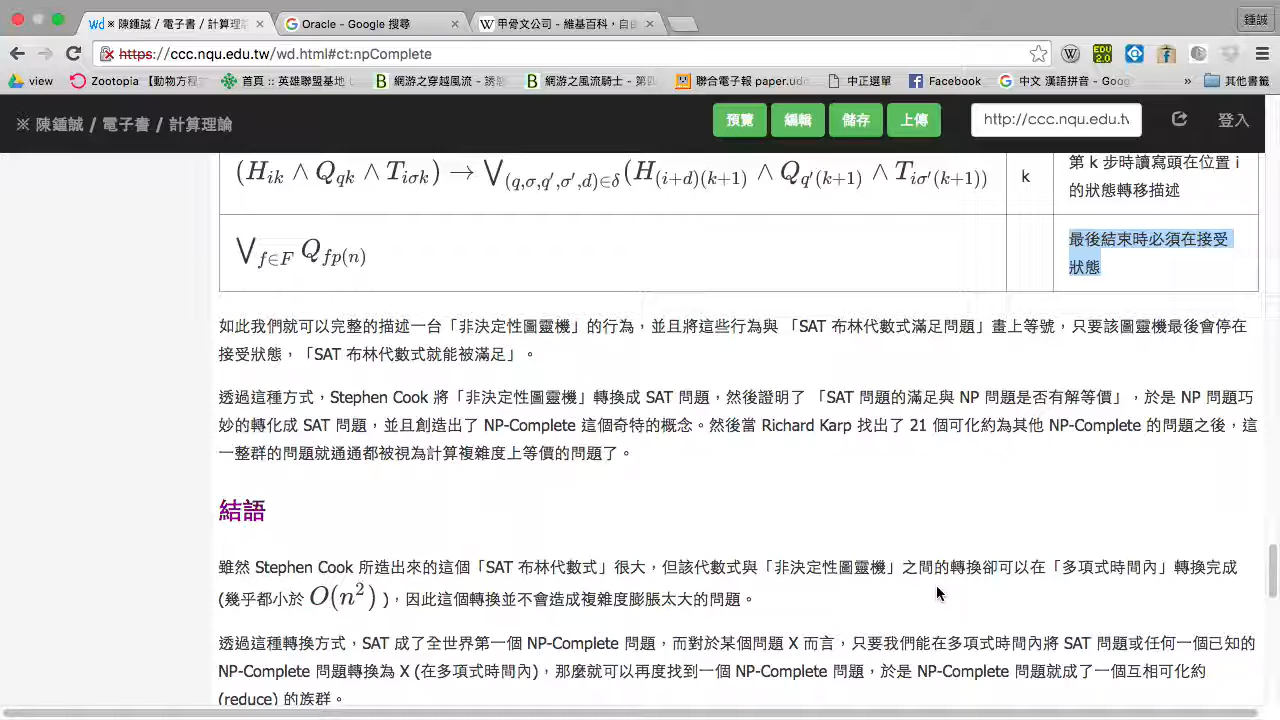 ※ 陳鍾誠 / 電子書 / 計算理論
Oracle - Google 搜尋
甲骨文公司 - 維基百科，自由
鍾誠
https://ccc.nqu.edu.tw/wd.html#ct:npComplete
view
Zootopia 【動物方程
首頁 :: 英雄聯盟基地
網游之穿越風流 - 誘
網游之風流騎士 - 第四
聯合電子報 paper.ude
中正選單
Facebook
中文 漢語拼音 - Goog
»
其他書籤
※ 陳鍾誠 / 電子書 / 計算理論
預覽
編輯
儲存
上傳
http://ccc.nqu.edu.tv
登入
(H_{ik} ∧ Q_{qk} ∧ T_{iσk}) → ⋁_{(q,σ,q′,σ′,d)∈δ}(H_{(i+d)(k+1)} ∧ Q_{q′(k+1)} ∧ T_{iσ′(k+1)})
k
第 k 步時讀寫頭在位置 i
的狀態轉移描述
⋁_{f∈F} Q_{fp(n)}
最後結束時必須在接受
狀態
如此我們就可以完整的描述一台「非決定性圖靈機」的行為，並且將這些行為與 「SAT 布林代數式滿足問題」畫上等號，只要該圖靈機最後會停在
接受狀態，「SAT 布林代數式就能被滿足」。
透過這種方式，Stephen Cook 將「非決定性圖靈機」轉換成 SAT 問題，然後證明了 「SAT 問題的滿足與 NP 問題是否有解等價」，於是 NP 問題巧
妙的轉化成 SAT 問題，並且創造出了 NP-Complete 這個奇特的概念。然後當 Richard Karp 找出了 21 個可化約為其他 NP-Complete 的問題之後，這
一整群的問題就通通都被視為計算複雜度上等價的問題了。
結語
雖然 Stephen Cook 所造出來的這個「SAT 布林代數式」很大，但該代數式與「非決定性圖靈機」之間的轉換卻可以在「多項式時間內」轉換完成
(幾乎都小於 O(n²) )，因此這個轉換並不會造成複雜度膨脹太大的問題。
透過這種轉換方式，SAT 成了全世界第一個 NP-Complete 問題，而對於某個問題 X 而言，只要我們能在多項式時間內將 SAT 問題或任何一個已知的
NP-Complete 問題轉換為 X (在多項式時間內)，那麼就可以再度找到一個 NP-Complete 問題，於是 NP-Complete 問題就成了一個互相可化約
(reduce) 的族群。